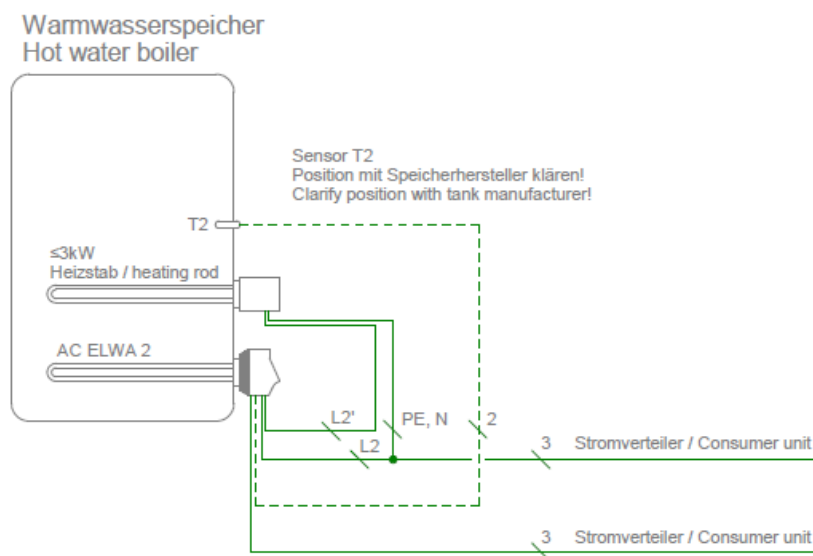 Warmwasserspeicher
Hot water boiler
Sensor T2
Position mit Speicherhersteller klären!
Clarify position with tank manufacturer!
T2
≤3kW
Heizstab / heating rod
AC ELWA 2
L2'
PE, N
2
L2
3 Stromverteiler / Consumer unit
3 Stromverteiler / Consumer unit